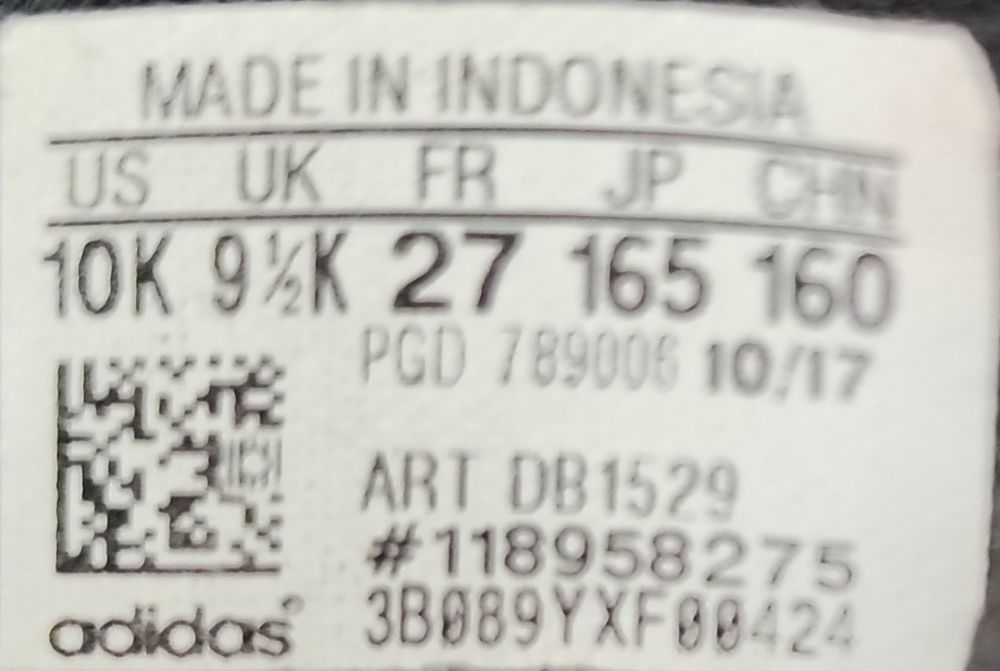 MADE IN INDONESIA
US UK FR JP CHN
10K 9½K 27 165 160
PGD 789006 10/17
ART DB1529
#118958275
adidas® 3B089YXF00424